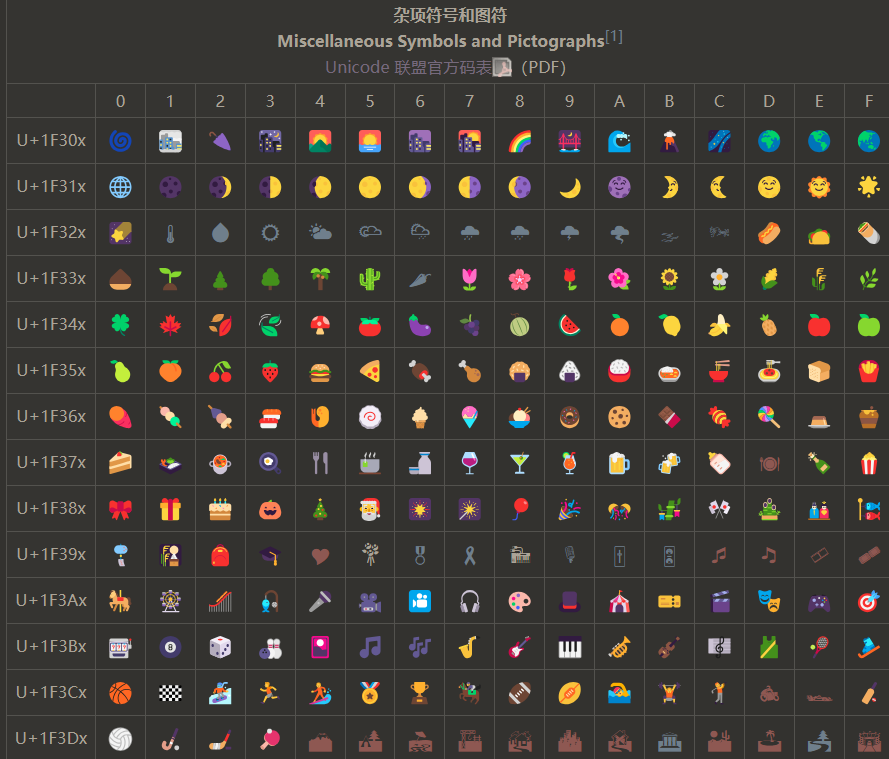 杂项符号和图符
Miscellaneous Symbols and Pictographs[1]
Unicode 联盟官方码表 (PDF)
0 1 2 3 4 5 6 7 8 9 A B C D E F
U+1F30x 🌀 🌁 🌂 🌃 🌄 🌅 🌆 🌇 🌈 🌉 🌊 🌋 🌌 🌍 🌎 🌏
U+1F31x 🌐 🌑 🌒 🌓 🌔 🌕 🌖 🌗 🌘 🌙 🌚 🌛 🌜 🌝 🌞 🌟
U+1F32x 🌠 🌡 🌢 🌣 🌤 🌥 🌦 🌧 🌨 🌩 🌪 🌫 🌬 🌭 🌮 🌯
U+1F33x 🌰 🌱 🌲 🌳 🌴 🌵 🌶 🌷 🌸 🌹 🌺 🌻 🌼 🌽 🌾 🌿
U+1F34x 🍀 🍁 🍂 🍃 🍄 🍅 🍆 🍇 🍈 🍉 🍊 🍋 🍌 🍍 🍎 🍏
U+1F35x 🍐 🍑 🍒 🍓 🍔 🍕 🍖 🍗 🍘 🍙 🍚 🍛 🍜 🍝 🍞 🍟
U+1F36x 🍠 🍡 🍢 🍣 🍤 🍥 🍦 🍧 🍨 🍩 🍪 🍫 🍬 🍭 🍮 🍯
U+1F37x 🍰 🍱 🍲 🍳 🍴 🍵 🍶 🍷 🍸 🍹 🍺 🍻 🍼 🍽 🍾 🍿
U+1F38x 🎀 🎁 🎂 🎃 🎄 🎅 🎆 🎇 🎈 🎉 🎊 🎋 🎌 🎍 🎎 🎏
U+1F39x 🎐 🎑 🎒 🎓 🎔 🎕 🎖 🎗 🎘 🎙 🎚 🎛 🎜 🎝 🎞 🎟
U+1F3Ax 🎠 🎡 🎢 🎣 🎤 🎥 🎦 🎧 🎨 🎩 🎪 🎫 🎬 🎭 🎮 🎯
U+1F3Bx 🎰 🎱 🎲 🎳 🎴 🎵 🎶 🎷 🎸 🎹 🎺 🎻 🎼 🎽 🎾 🎿
U+1F3Cx 🏀 🏁 🏂 🏃 🏄 🏅 🏆 🏇 🏈 🏉 🏊 🏋 🏌 🏍 🏎 🏏
U+1F3Dx 🏐 🏑 🏒 🏓 🏔 🏕 🏖 🏗 🏘 🏙 🏚 🏛 🏜 🏝 🏞 🏟